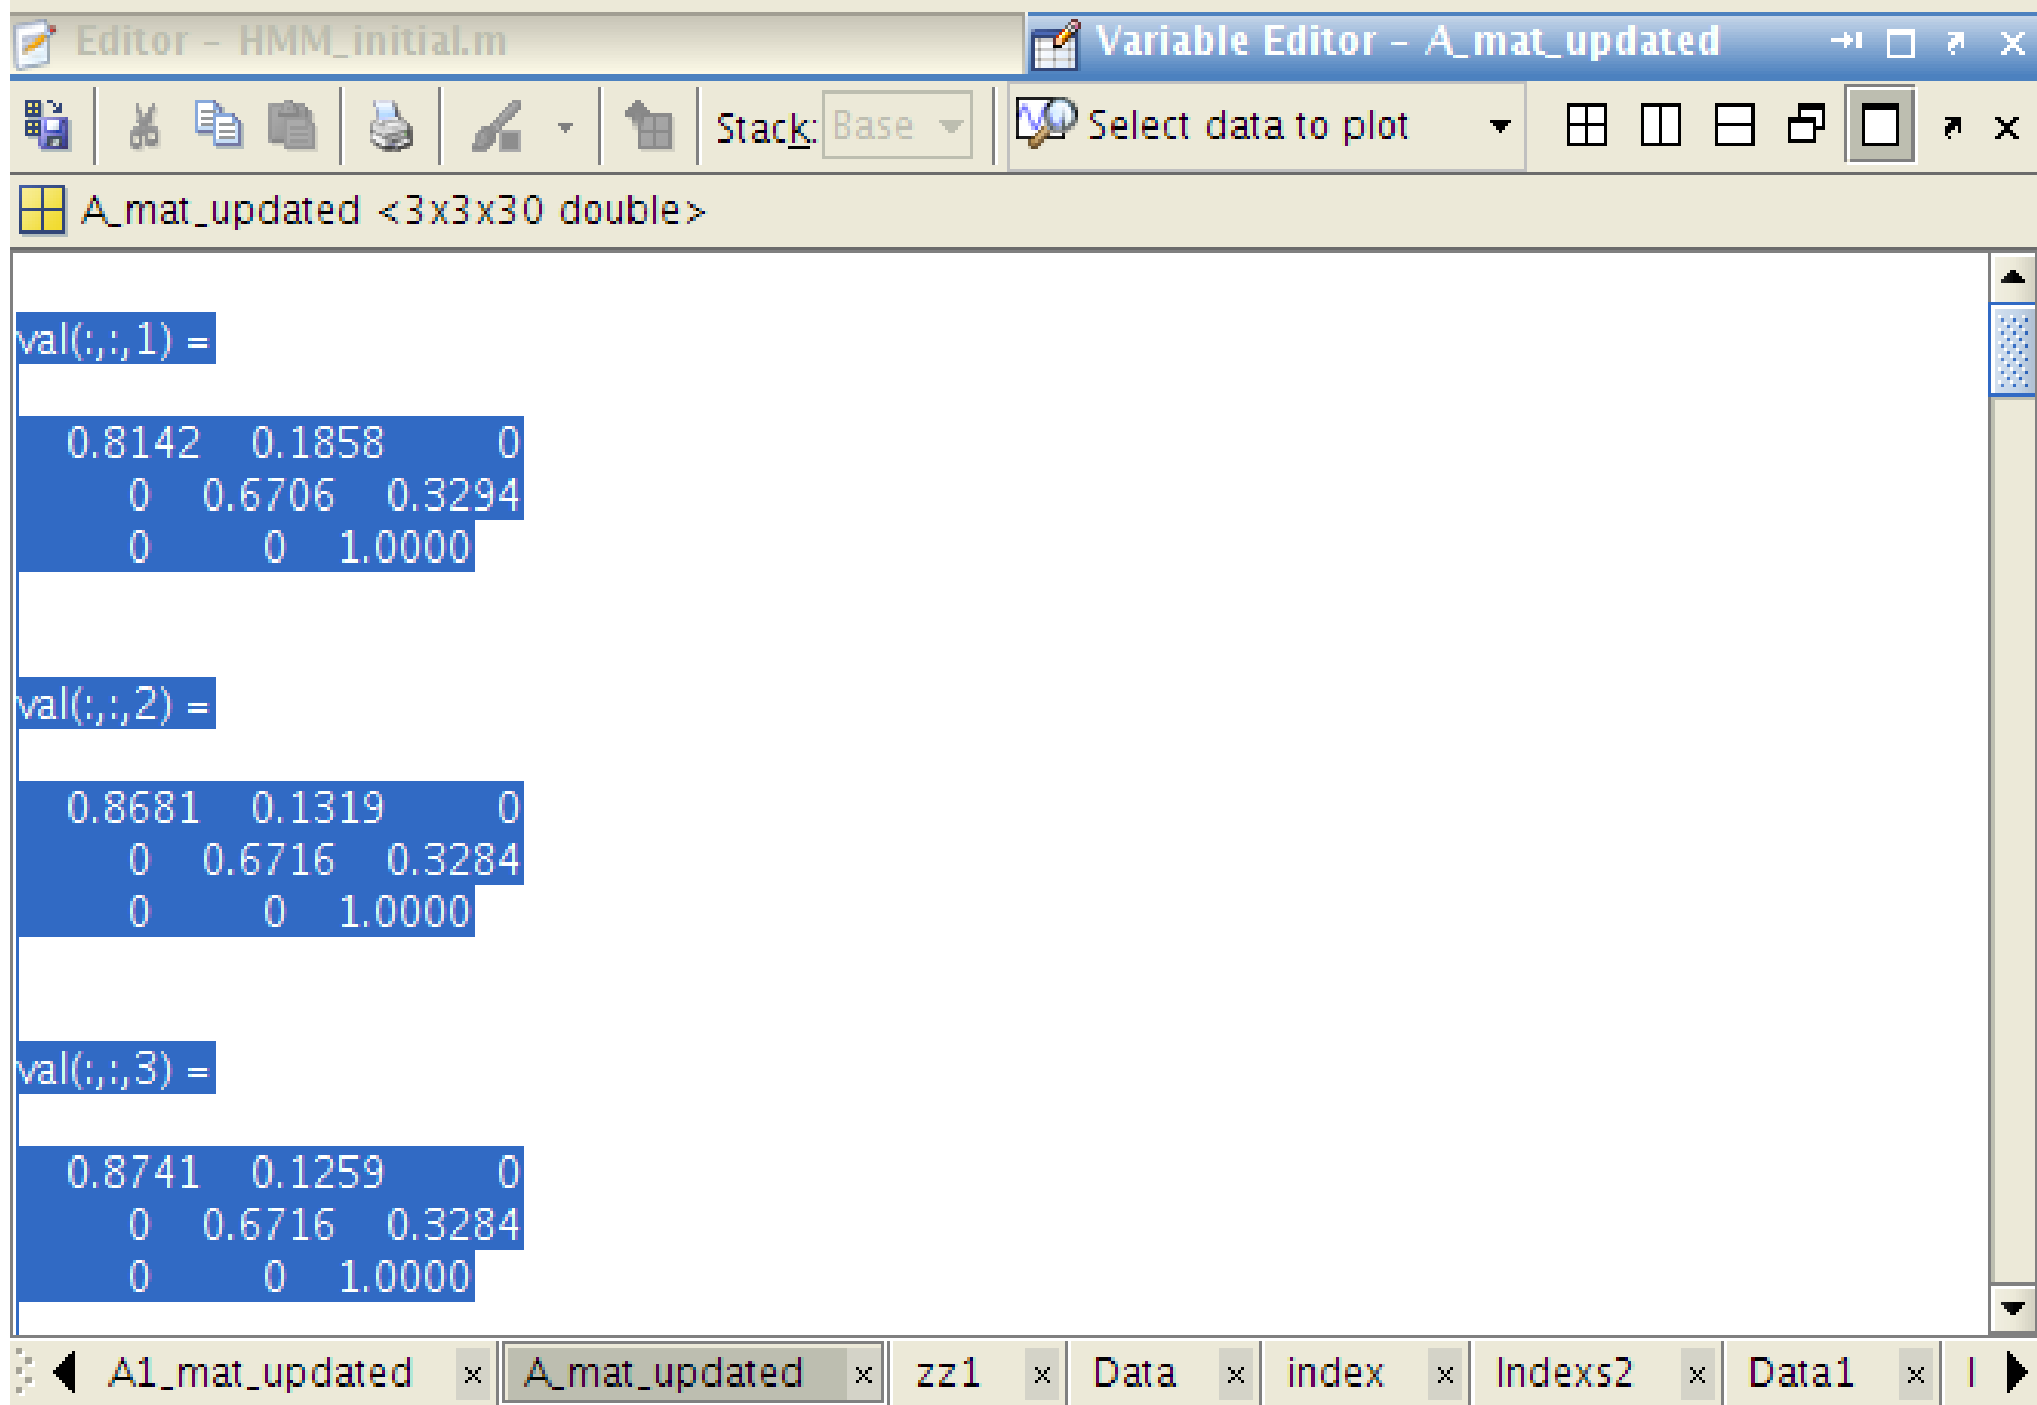 Editor - HMM_initial.m
Variable Editor - A_mat_updated
Stack: Base
Select data to plot
A_mat_updated <3x3x30 double>
val(:,:,1) =
0.8142 0.1858 0
0 0.6706 0.3294
0 0 1.0000
val(:,:,2) =
0.8681 0.1319 0
0 0.6716 0.3284
0 0 1.0000
val(:,:,3) =
0.8741 0.1259 0
0 0.6716 0.3284
0 0 1.0000
A1_mat_updated × A_mat_updated × zz1 × Data × index × Indexs2 × Data1 ×